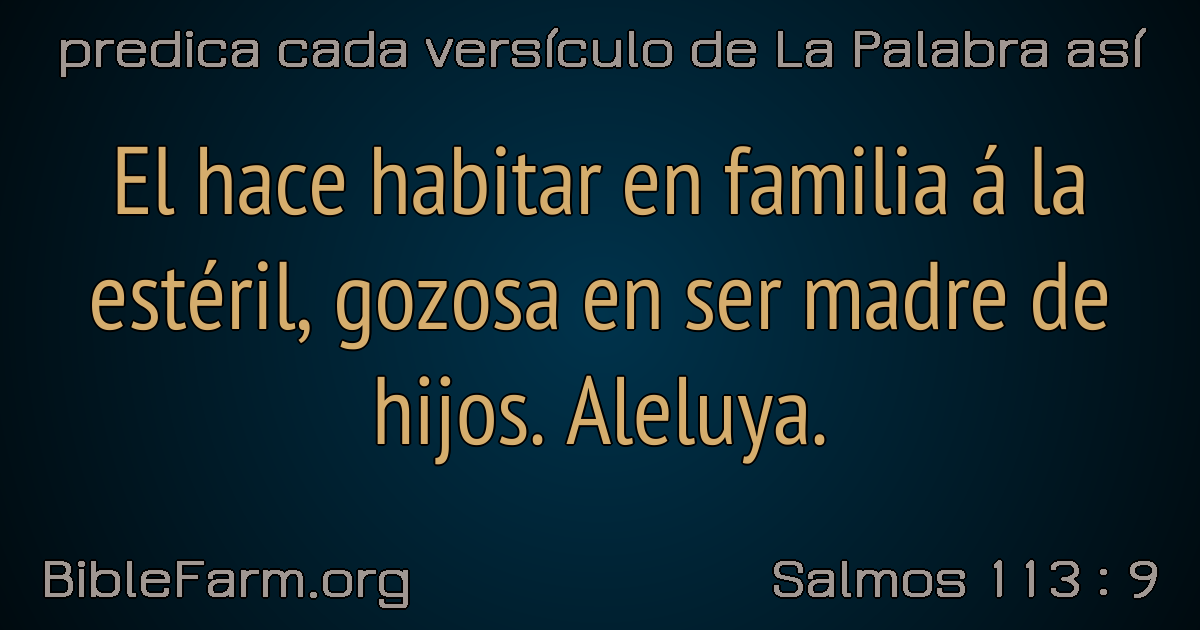 predica cada versículo de La Palabra así
El hace habitar en familia á la
estéril, gozosa en ser madre de
hijos. Aleluya.
BibleFarm.org
Salmos 113 : 9